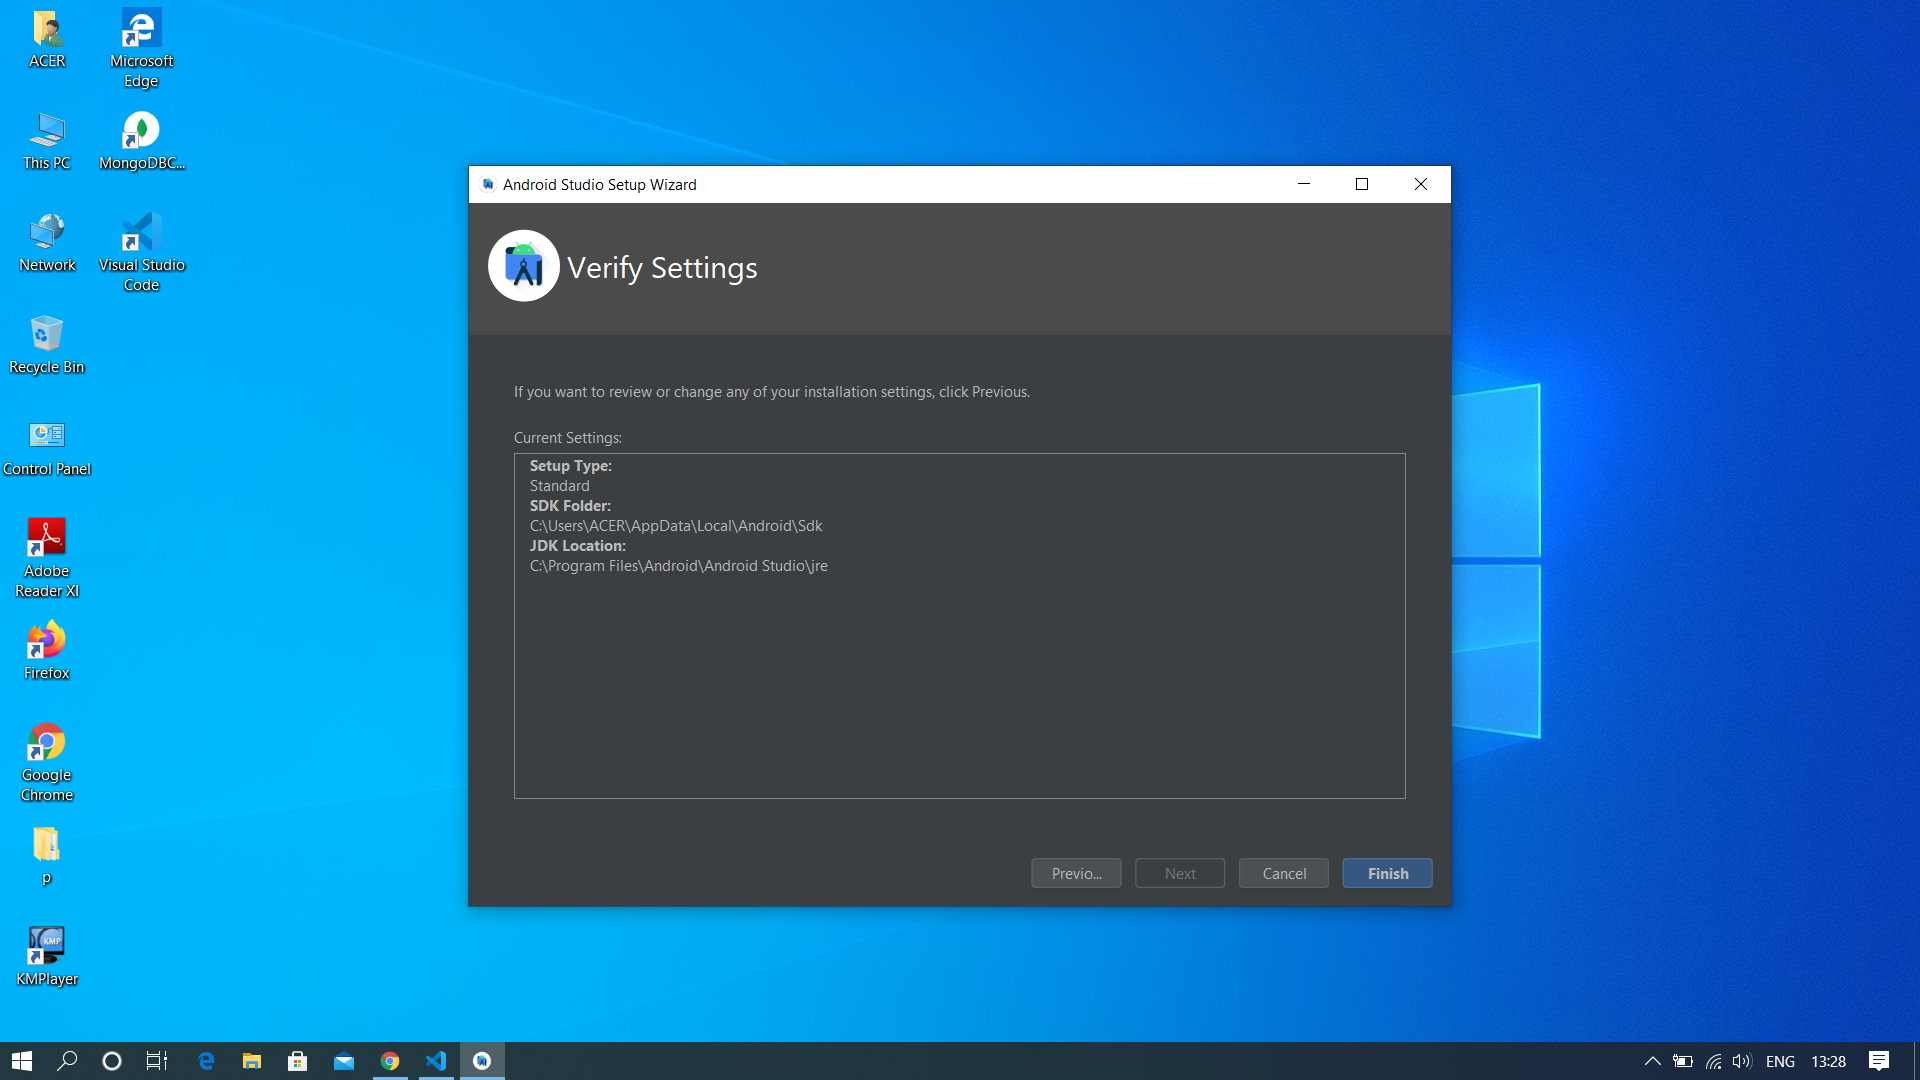 ACER
Microsoft
Edge
This PC
MongoDBC...
Network
Visual Studio
Code
Recycle Bin
Control Panel
Adobe
Reader XI
Firefox
Google
Chrome
p
KMP
KMPlayer
Android Studio Setup Wizard
Verify Settings
If you want to review or change any of your installation settings, click Previous.
Current Settings:
Setup Type:
Standard
SDK Folder:
C:\Users\ACER\AppData\Local\Android\Sdk
JDK Location:
C:\Program Files\Android\Android Studio\jre
Previo...
Next
Cancel
Finish
ENG
13:28